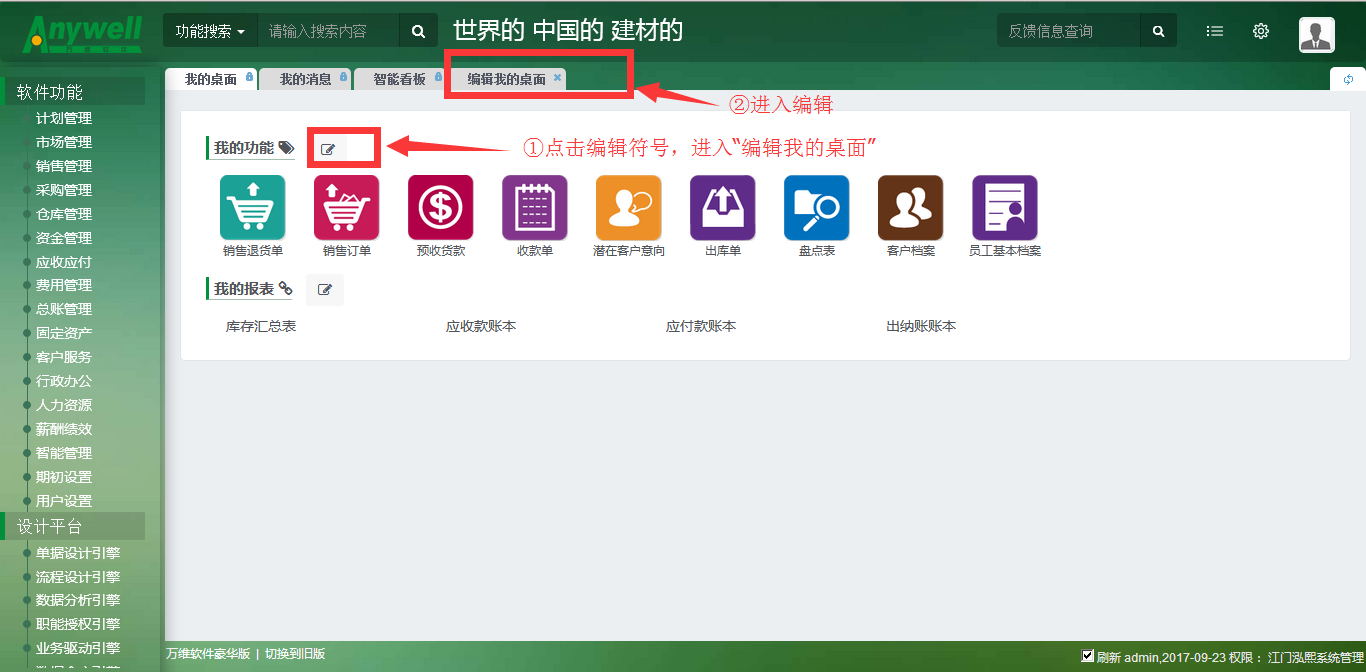 Anywell
功能搜索
请输入搜索内容
世界的 中国的 建材的
反馈信息查询
我的桌面
我的消息
智能看板
编辑我的桌面
②进入编辑
软件功能
计划管理
市场管理
销售管理
采购管理
仓库管理
资金管理
应收应付
费用管理
总账管理
固定资产
客户服务
行政办公
人力资源
薪酬绩效
智能管理
期初设置
用户设置
设计平台
单据设计引擎
流程设计引擎
数据分析引擎
职能授权引擎
业务驱动引擎
我的功能
①点击编辑符号，进入“编辑我的桌面”
销售退货单
销售订单
预收货款
收款单
潜在客户意向
出库单
盘点表
客户档案
员工基本档案
我的报表
库存汇总表
应收款账本
应付款账本
出纳账账本
万维软件豪华版 | 切换到旧版
刷新 admin,2017-09-23 权限： 江门泓熙系统管理